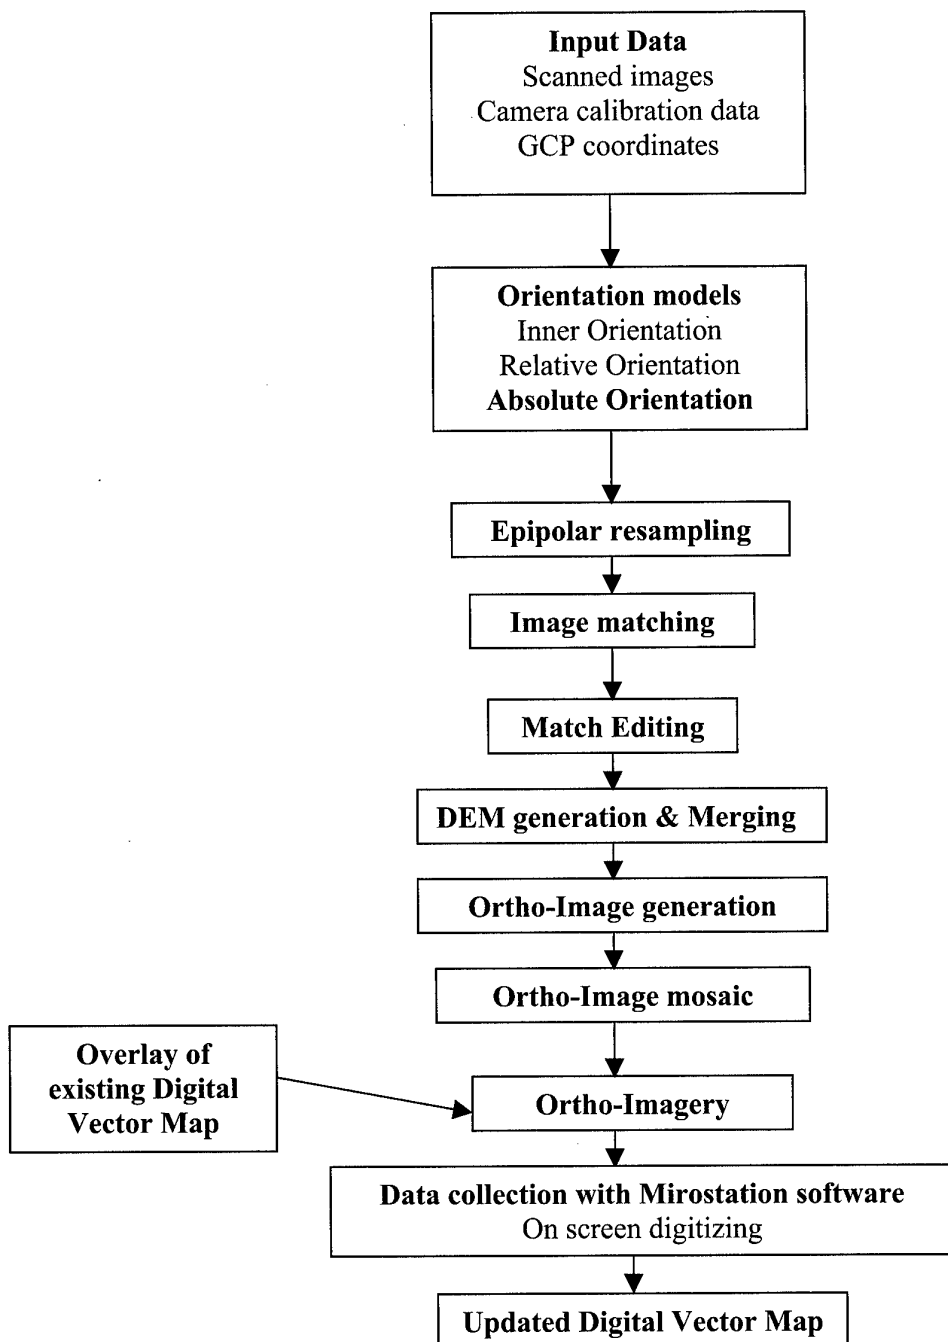 Input Data
Scanned images
Camera calibration data
GCP coordinates
Orientation models
Inner Orientation
Relative Orientation
Absolute Orientation
Epipolar resampling
Image matching
Match Editing
DEM generation & Merging
Ortho-Image generation
Ortho-Image mosaic
Overlay of
existing Digital
Vector Map
Ortho-Imagery
Data collection with Mirostation software
On screen digitizing
Updated Digital Vector Map